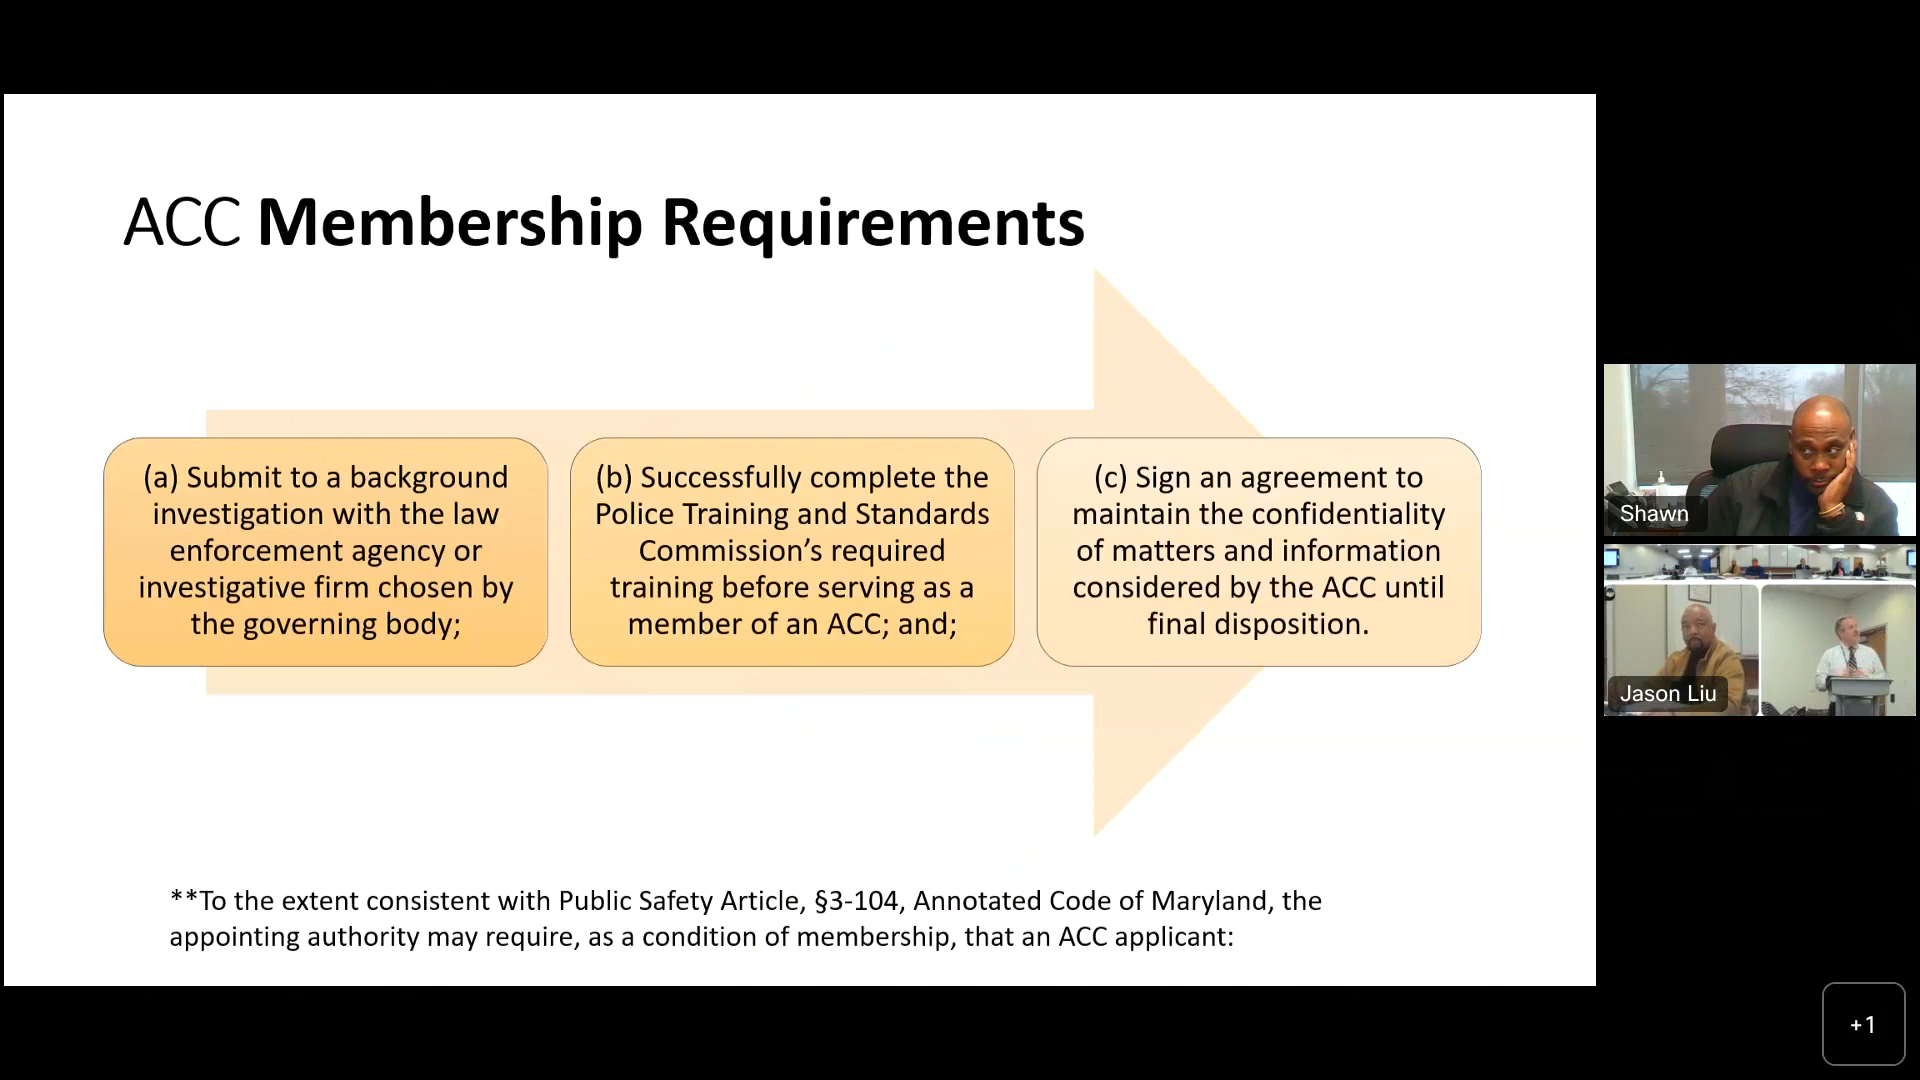 ACC Membership Requirements
(a) Submit to a background
investigation with the law
enforcement agency or
investigative firm chosen by
the governing body;
(b) Successfully complete the
Police Training and Standards
Commission’s required
training before serving as a
member of an ACC; and;
(c) Sign an agreement to
maintain the confidentiality
of matters and information
considered by the ACC until
final disposition.
**To the extent consistent with Public Safety Article, §3-104, Annotated Code of Maryland, the
appointing authority may require, as a condition of membership, that an ACC applicant:
Shawn
Jason Liu
+1